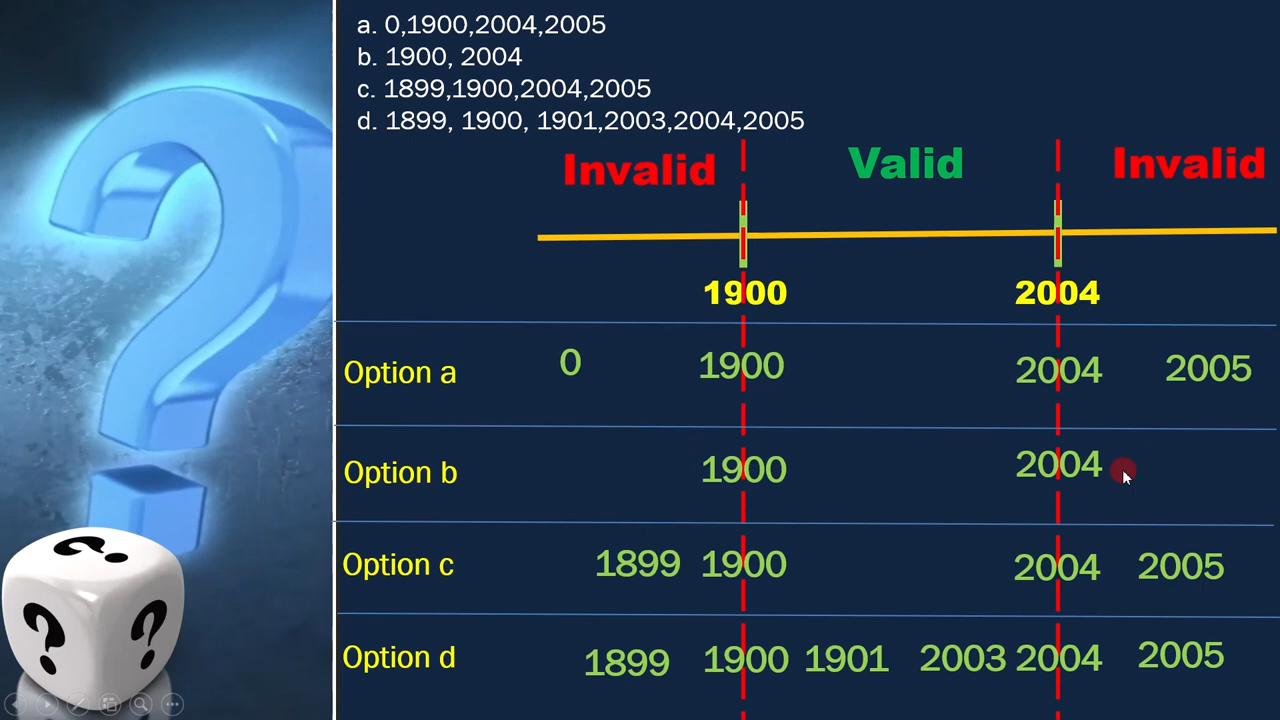 a. 0,1900,2004,2005
b. 1900, 2004
c. 1899,1900,2004,2005
d. 1899, 1900, 1901,2003,2004,2005
Invalid Valid Invalid
1900 2004
Option a 0 1900 2004 2005
Option b 1900 2004
Option c 1899 1900 2004 2005
Option d 1899 1900 1901 2003 2004 2005
? ? ?